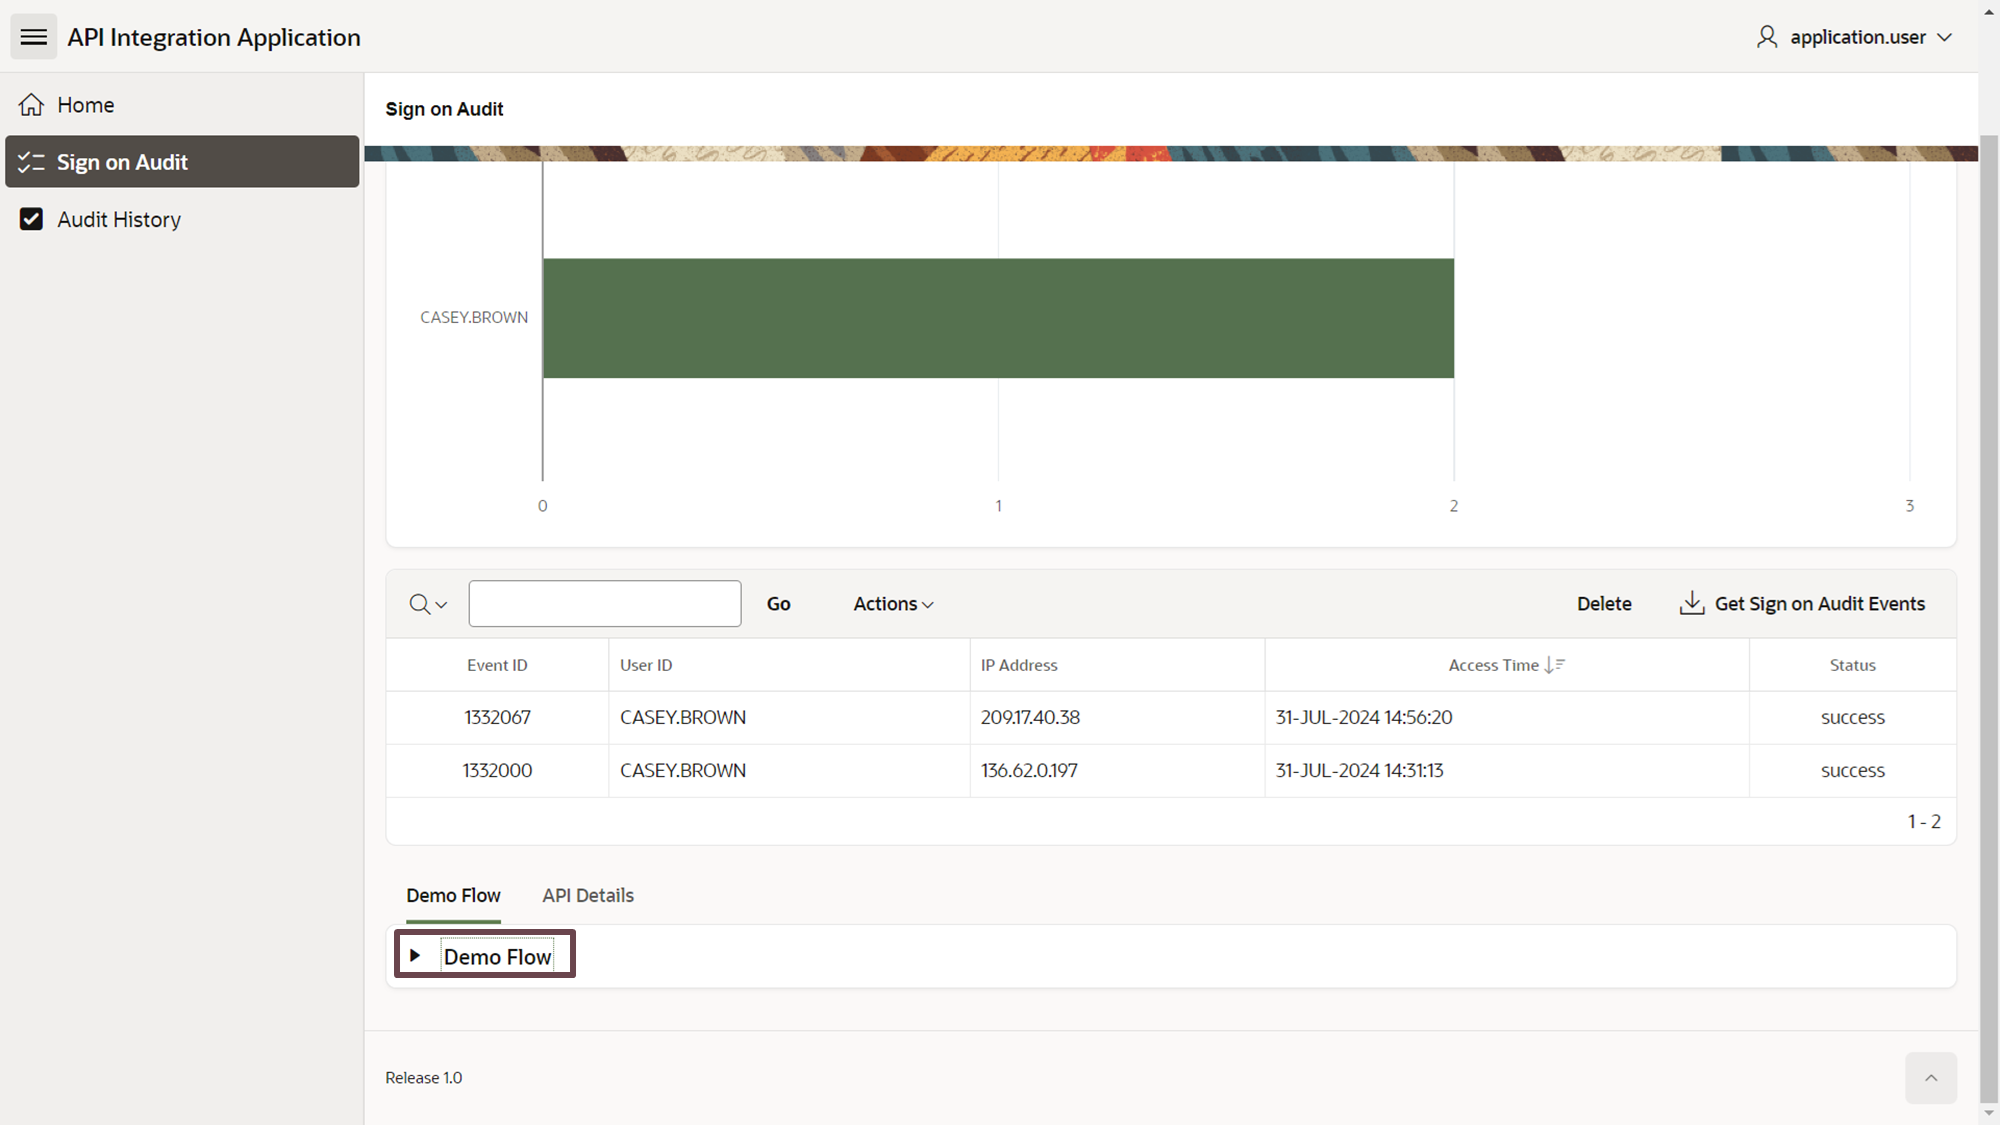 API Integration Application
application.user
Home
Sign on Audit
Audit History
Sign on Audit
CASEY.BROWN
0 1 2 3
Go Actions Delete Get Sign on Audit Events
Event ID User ID IP Address Access Time Status
1332067 CASEY.BROWN 209.17.40.38 31-JUL-2024 14:56:20 success
1332000 CASEY.BROWN 136.62.0.197 31-JUL-2024 14:31:13 success
1 - 2
Demo Flow API Details
Demo Flow
Release 1.0